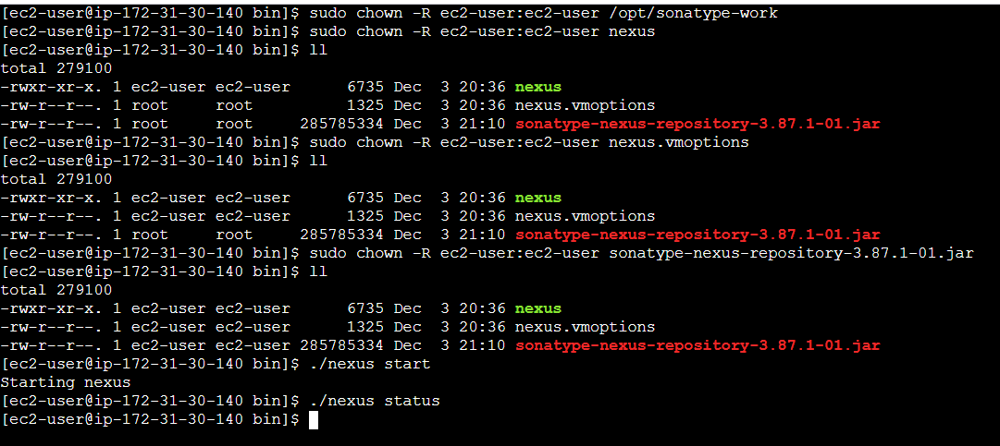 [ec2-user@ip-172-31-30-140 bin]$ sudo chown -R ec2-user:ec2-user /opt/sonatype-work
[ec2-user@ip-172-31-30-140 bin]$ sudo chown -R ec2-user:ec2-user nexus
[ec2-user@ip-172-31-30-140 bin]$ ll
total 279100
-rwxr-xr-x. 1 ec2-user ec2-user      6735 Dec  3 20:36 nexus
-rw-r--r--. 1 root     root          1325 Dec  3 20:36 nexus.vmoptions
-rw-r--r--. 1 root     root     285785334 Dec  3 21:10 sonatype-nexus-repository-3.87.1-01.jar
[ec2-user@ip-172-31-30-140 bin]$ sudo chown -R ec2-user:ec2-user nexus.vmoptions
[ec2-user@ip-172-31-30-140 bin]$ ll
total 279100
-rwxr-xr-x. 1 ec2-user ec2-user      6735 Dec  3 20:36 nexus
-rw-r--r--. 1 ec2-user ec2-user      1325 Dec  3 20:36 nexus.vmoptions
-rw-r--r--. 1 root     root     285785334 Dec  3 21:10 sonatype-nexus-repository-3.87.1-01.jar
[ec2-user@ip-172-31-30-140 bin]$ sudo chown -R ec2-user:ec2-user sonatype-nexus-repository-3.87.1-01.jar
[ec2-user@ip-172-31-30-140 bin]$ ll
total 279100
-rwxr-xr-x. 1 ec2-user ec2-user      6735 Dec  3 20:36 nexus
-rw-r--r--. 1 ec2-user ec2-user      1325 Dec  3 20:36 nexus.vmoptions
-rw-r--r--. 1 ec2-user ec2-user 285785334 Dec  3 21:10 sonatype-nexus-repository-3.87.1-01.jar
[ec2-user@ip-172-31-30-140 bin]$ ./nexus start
Starting nexus
[ec2-user@ip-172-31-30-140 bin]$ ./nexus status
[ec2-user@ip-172-31-30-140 bin]$